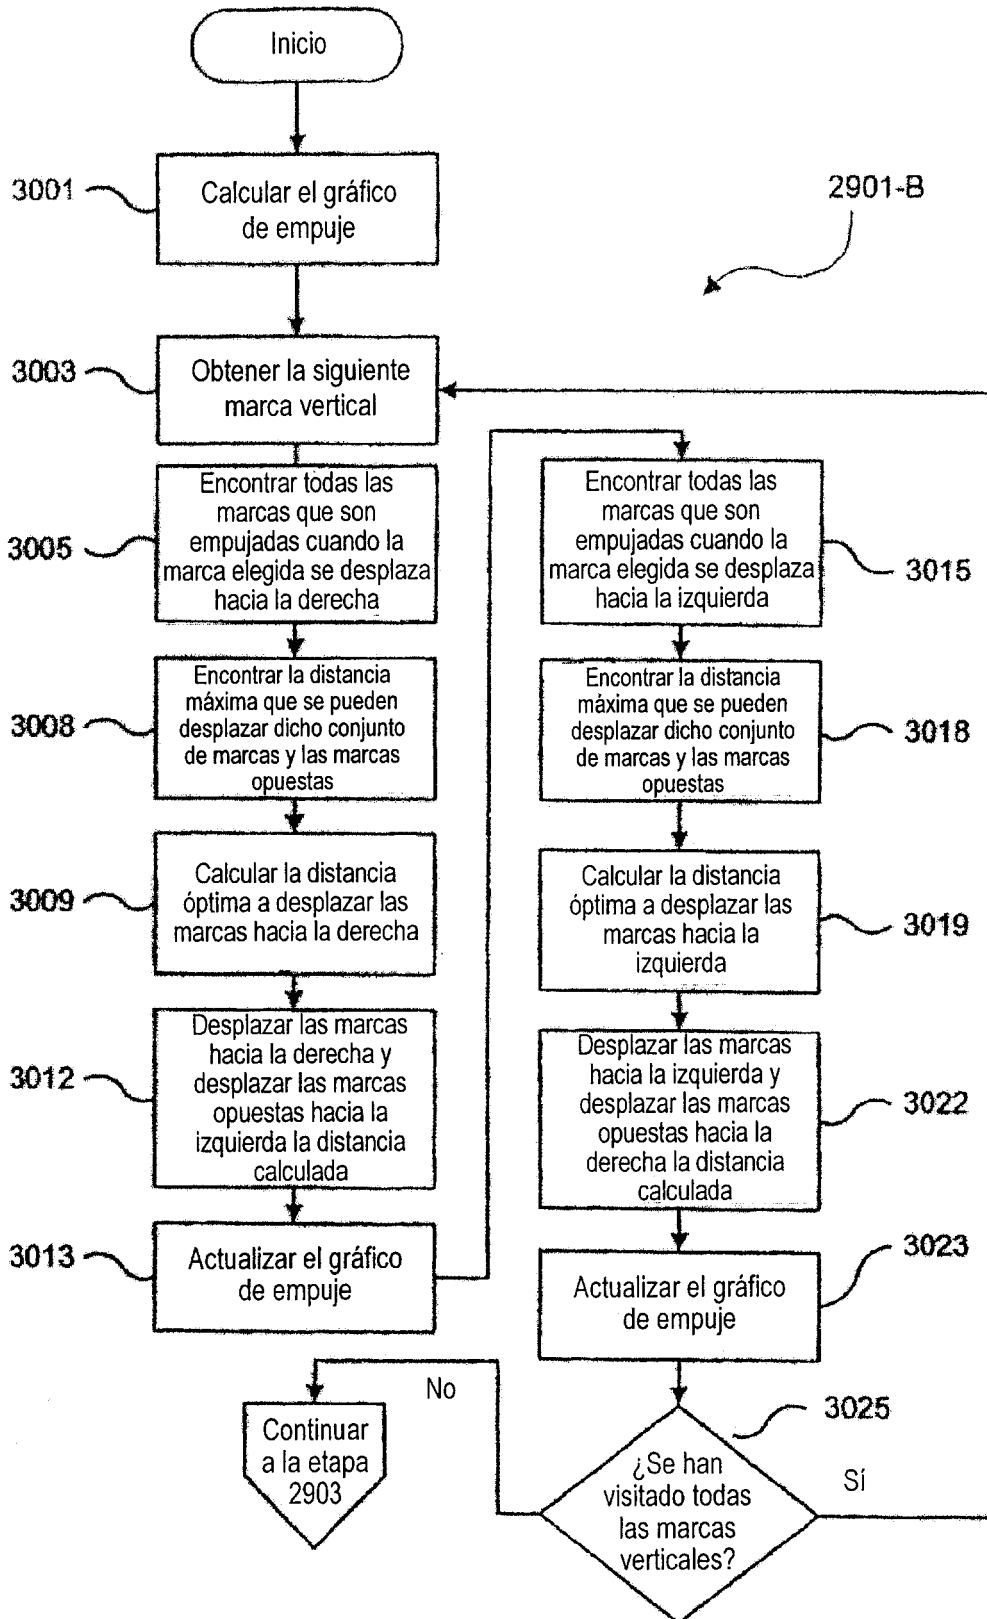 Inicio
3001
Calcular el gráfico
de empuje
2901-B
3003
Obtener la siguiente
marca vertical
3005
Encontrar todas las
marcas que son
empujadas cuando la
marca elegida se desplaza
hacia la derecha
3008
Encontrar la distancia
máxima que se pueden
desplazar dicho conjunto
de marcas y las marcas
opuestas
3009
Calcular la distancia
óptima a desplazar las
marcas hacia la derecha
3012
Desplazar las marcas
hacia la derecha y
desplazar las marcas
opuestas hacia la
izquierda la distancia
calculada
3013
Actualizar el gráfico
de empuje
Encontrar todas las
marcas que son
empujadas cuando la
marca elegida se desplaza
hacia la izquierda
3015
Encontrar la distancia
máxima que se pueden
desplazar dicho conjunto
de marcas y las marcas
opuestas
3018
Calcular la distancia
óptima a desplazar las
marcas hacia la
izquierda
3019
Desplazar las marcas
hacia la izquierda y
desplazar las marcas
opuestas hacia la
derecha la distancia
calculada
3022
Actualizar el gráfico
de empuje
3023
3025
¿Se han
visitado todas
las marcas
verticales?
Sí
No
Continuar
a la etapa
2903